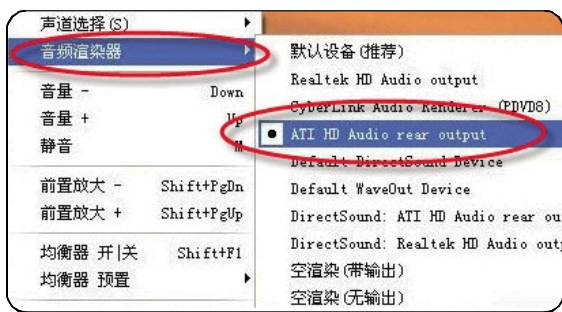 声道选择(S)
音频渲染器
音量 - Down
音量 + Up
静音 M
前置放大 - Shift+PgDn
前置放大 + Shift+PgUp
均衡器 开|关 Shift+F1
均衡器 预置
默认设备(推荐)
Realtek HD Audio output
CyberLink Audio Renderer (PDVD8)
ATI HD Audio rear output
Default DirectSound Device
Default WaveOut Device
DirectSound: ATI HD Audio rear ou
DirectSound: Realtek HD Audio out
空渲染(带输出)
空渲染(无输出)